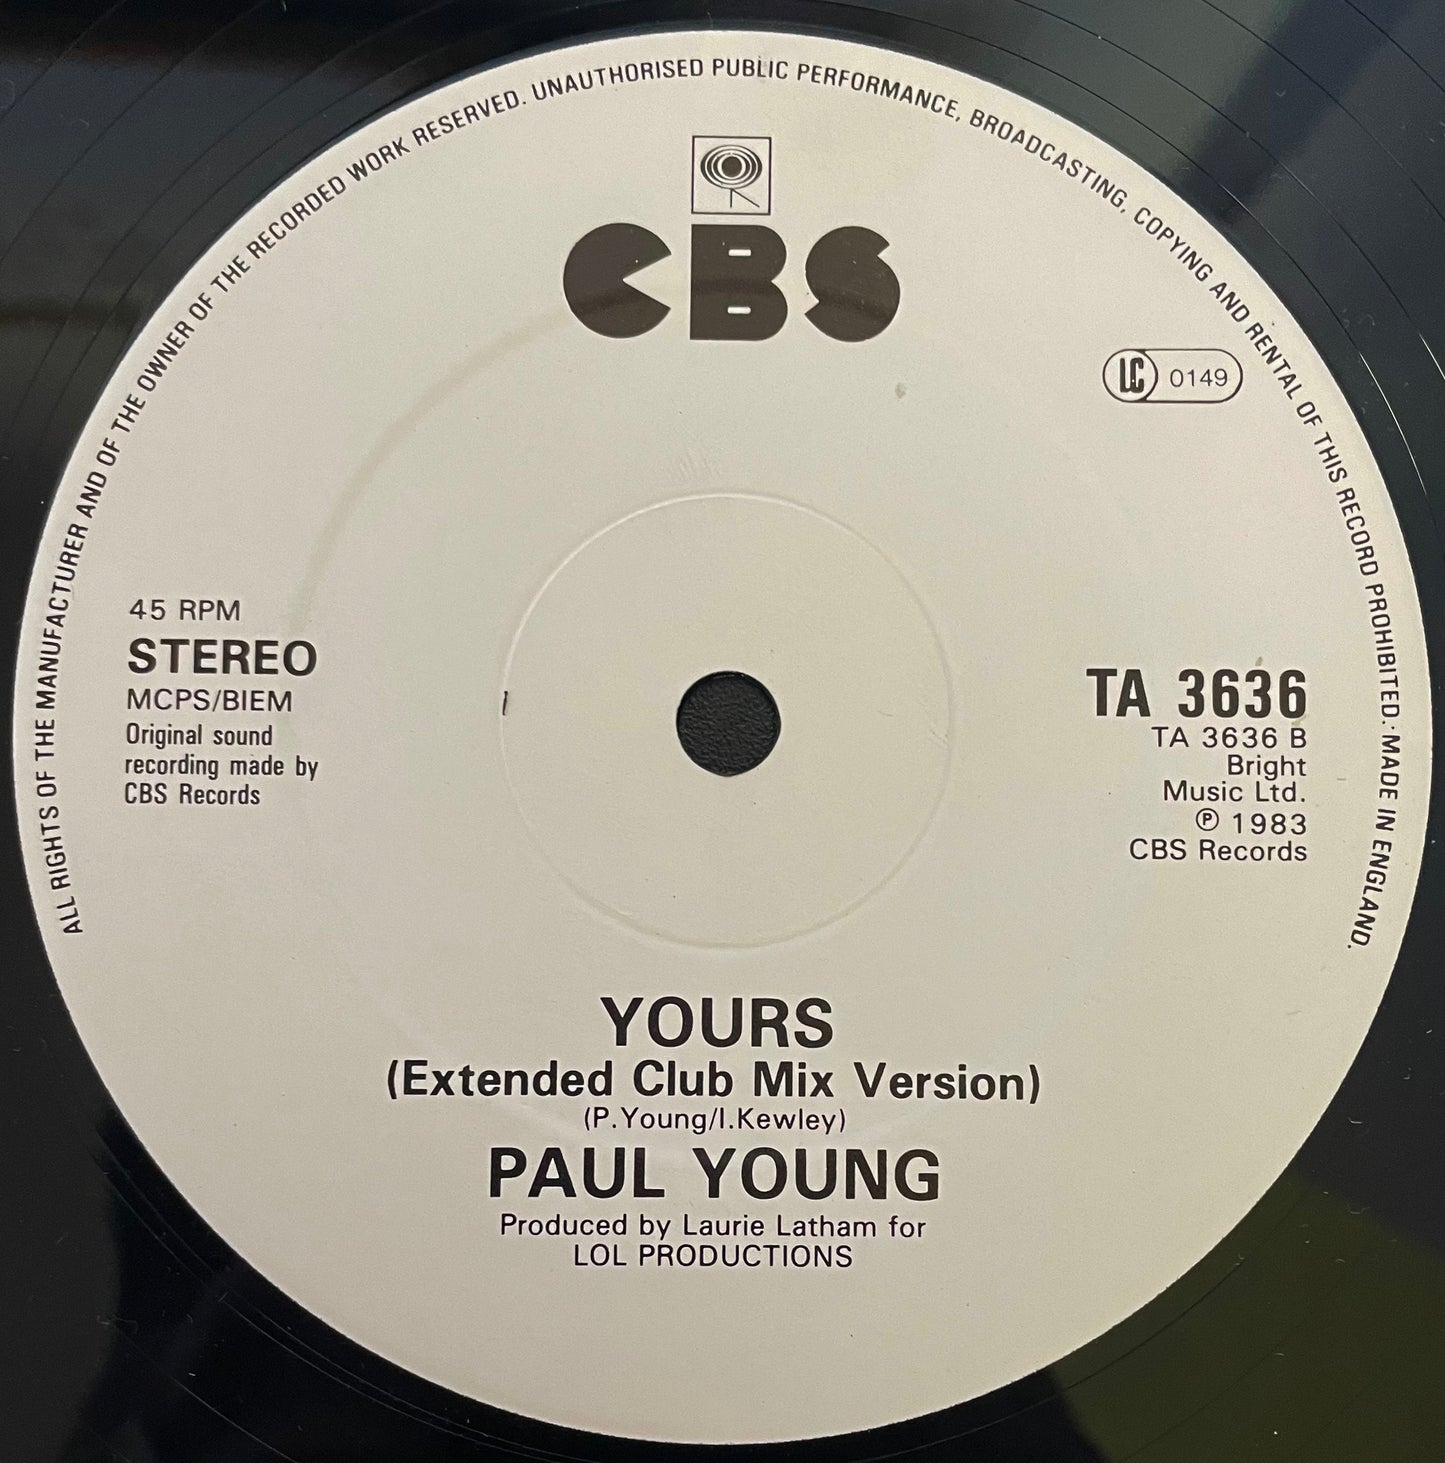 ALL RIGHTS OF THE MANUFACTURER AND OF THE OWNER OF THE RECORDED WORK RESERVED. UNAUTHORISED PUBLIC PERFORMANCE, BROADCASTING, COPYING AND RENTAL OF THIS RECORD PROHIBITED. MADE IN ENGLAND.
CBS
LC 0149
45 RPM
STEREO
MCPS/BIEM
Original sound
recording made by
CBS Records
TA 3636
TA 3636 B
Bright
Music Ltd.
℗ 1983
CBS Records
YOURS
(Extended Club Mix Version)
(P.Young/I.Kewley)
PAUL YOUNG
Produced by Laurie Latham for
LOL PRODUCTIONS